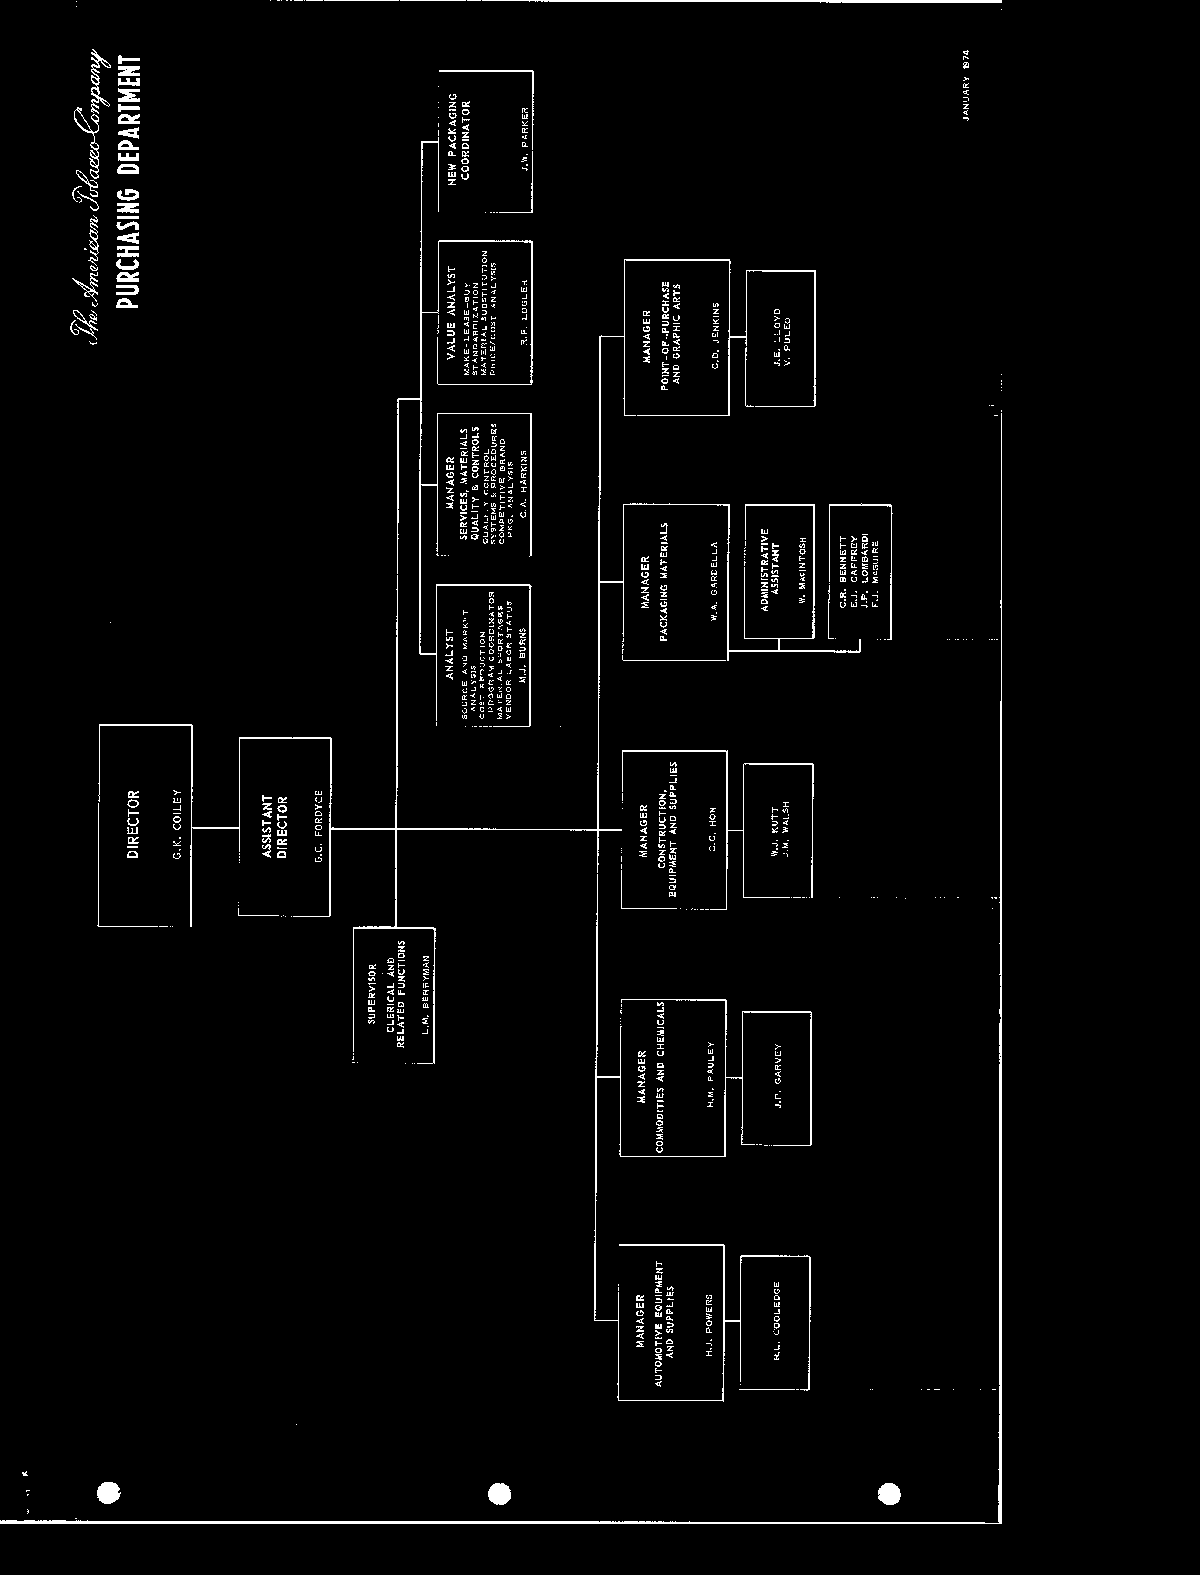 The American Tobacco Company
PURCHASING DEPARTMENT
DIRECTOR
G.K. COILEY
ASSISTANT
DIRECTOR
G.C. FORDYCE
SUPERVISOR
CLERICAL AND
RELATED FUNCTIONS
L.M. BERRYMAN
ANALYST
SOURCE AND MARKET
ANALYSIS
COST REDUCTION
PROGRAM COORDINATOR
MATERIAL SHORTAGES
VENDOR LABOR STATUS
M.J. BURNS
MANAGER
SERVICES, MATERIALS
QUALITY & CONTROLS
QUALITY CONTROL
SYSTEMS & PROCEDURES
COMPETITIVE BRAND
PKG. ANALYSIS
C.A. HARKINS
VALUE ANALYST
MAKE-LEASE-BUY
STANDARDIZATION
MATERIAL SUBSTITUTION
PRICE/COST ANALYSIS
NEW PACKAGING
COORDINATOR
J.W. PARKER
MANAGER
AUTOMOTIVE EQUIPMENT
AND SUPPLIES
H.J. POWERS
R.L. COOLEDGE
MANAGER
COMMODITIES AND CHEMICALS
H.M. PAULEY
J.P. GARVEY
MANAGER
CONSTRUCTION,
EQUIPMENT AND SUPPLIES
C.C. HON
W.J. KUTT
J.M. WALSH
MANAGER
PACKAGING MATERIALS
W.A. GARDELLA
ADMINISTRATIVE
ASSISTANT
W. MacINTOSH
C.R. BENNETT
E.J. CAFFREY
J.P. LOMBARDI
F.J. MAGUIRE
MANAGER
POINT-OF-PURCHASE
AND GRAPHIC ARTS
C.D. JENKINS
J.E. LLOYD
V. PULEO
JANUARY 1974